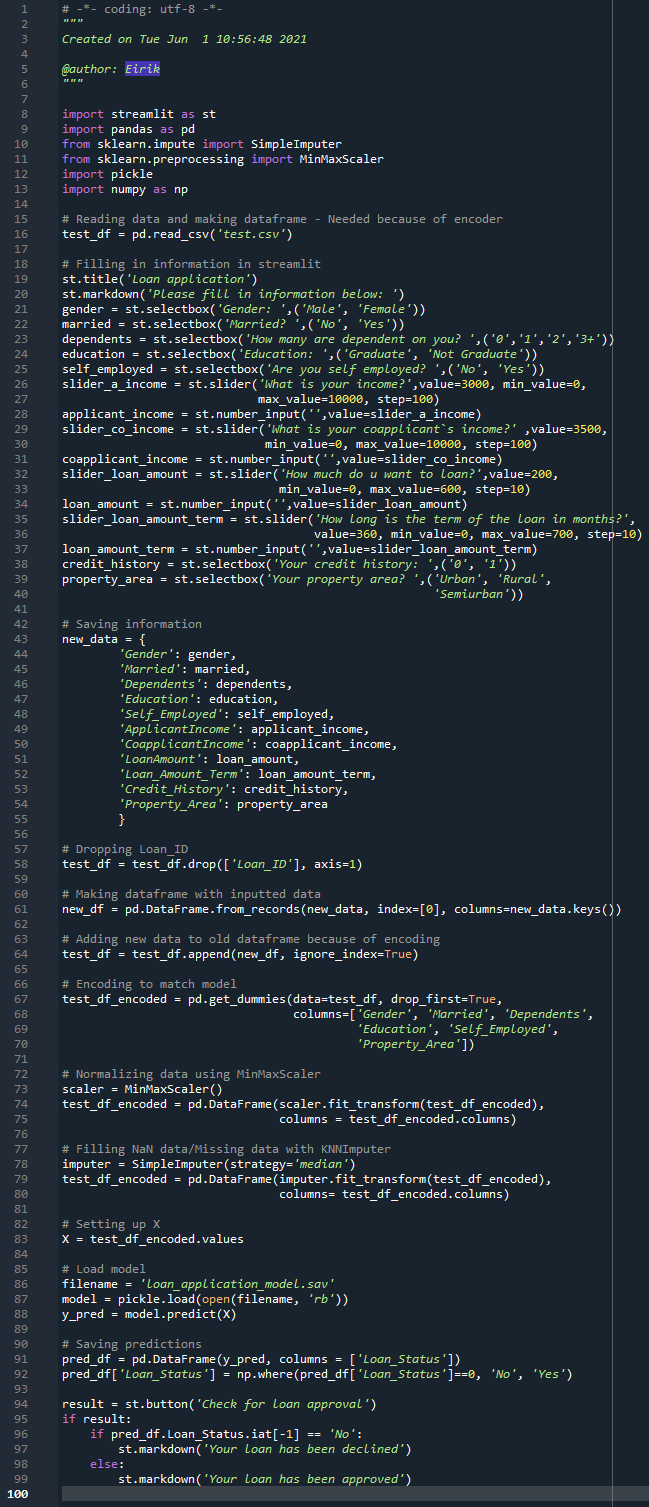 1 # -*- coding: utf-8 -*-
2 """
3 Created on Tue Jun  1 10:56:48 2021
4
5 @author: Eirik
6 """
7
8 import streamlit as st
9 import pandas as pd
10 from sklearn.impute import SimpleImputer
11 from sklearn.preprocessing import MinMaxScaler
12 import pickle
13 import numpy as np
14
15 # Reading data and making dataframe - Needed because of encoder
16 test_df = pd.read_csv('test.csv')
17
18 # Filling in information in streamlit
19 st.title('Loan application')
20 st.markdown('Please fill in information below: ')
21 gender = st.selectbox('Gender: ',('Male', 'Female'))
22 married = st.selectbox('Married? ',('No', 'Yes'))
23 dependents = st.selectbox('How many are dependent on you? ',('0','1','2','3+'))
24 education = st.selectbox('Education: ',('Graduate', 'Not Graduate'))
25 self_employed = st.selectbox('Are you self employed? ',('No', 'Yes'))
26 slider_a_income = st.slider('What is your income?',value=3000, min_value=0,
27                             max_value=10000, step=100)
28 applicant_income = st.number_input('',value=slider_a_income)
29 slider_co_income = st.slider('What is your coapplicant`s income?' ,value=3500,
30                              min_value=0, max_value=10000, step=100)
31 coapplicant_income = st.number_input('',value=slider_co_income)
32 slider_loan_amount = st.slider('How much do u want to loan?',value=200,
33                                min_value=0, max_value=600, step=10)
34 loan_amount = st.number_input('',value=slider_loan_amount)
35 slider_loan_amount_term = st.slider('How long is the term of the loan in months?',
36                                     value=360, min_value=0, max_value=700, step=10)
37 loan_amount_term = st.number_input('',value=slider_loan_amount_term)
38 credit_history = st.selectbox('Your credit history: ',('0', '1'))
39 property_area = st.selectbox('Your property area? ',('Urban', 'Rural',
40                                                      'Semiurban'))
41
42 # Saving information
43 new_data = {
44         'Gender': gender,
45         'Married': married,
46         'Dependents': dependents,
47         'Education': education,
48         'Self_Employed': self_employed,
49         'ApplicantIncome': applicant_income,
50         'CoapplicantIncome': coapplicant_income,
51         'LoanAmount': loan_amount,
52         'Loan_Amount_Term': loan_amount_term,
53         'Credit_History': credit_history,
54         'Property_Area': property_area
55         }
56
57 # Dropping Loan_ID
58 test_df = test_df.drop(['Loan_ID'], axis=1)
59
60 # Making dataframe with inputted data
61 new_df = pd.DataFrame.from_records(new_data, index=[0], columns=new_data.keys())
62
63 # Adding new data to old dataframe because of encoding
64 test_df = test_df.append(new_df, ignore_index=True)
65
66 # Encoding to match model
67 test_df_encoded = pd.get_dummies(data=test_df, drop_first=True,
68                                  columns=['Gender', 'Married', 'Dependents',
69                                           'Education', 'Self_Employed',
70                                           'Property_Area'])
71
72 # Normalizing data using MinMaxScaler
73 scaler = MinMaxScaler()
74 test_df_encoded = pd.DataFrame(scaler.fit_transform(test_df_encoded),
75                                columns = test_df_encoded.columns)
76
77 # Filling NaN data/Missing data with KNNImputer
78 imputer = SimpleImputer(strategy='median')
79 test_df_encoded = pd.DataFrame(imputer.fit_transform(test_df_encoded),
80                                columns= test_df_encoded.columns)
81
82 # Setting up X
83 X = test_df_encoded.values
84
85 # Load model
86 filename = 'loan_application_model.sav'
87 model = pickle.load(open(filename, 'rb'))
88 y_pred = model.predict(X)
89
90 # Saving predictions
91 pred_df = pd.DataFrame(y_pred, columns = ['Loan_Status'])
92 pred_df['Loan_Status'] = np.where(pred_df['Loan_Status']==0, 'No', 'Yes')
93
94 result = st.button('Check for loan approval')
95 if result:
96     if pred_df.Loan_Status.iat[-1] == 'No':
97         st.markdown('Your loan has been declined')
98     else:
99         st.markdown('Your loan has been approved')
100